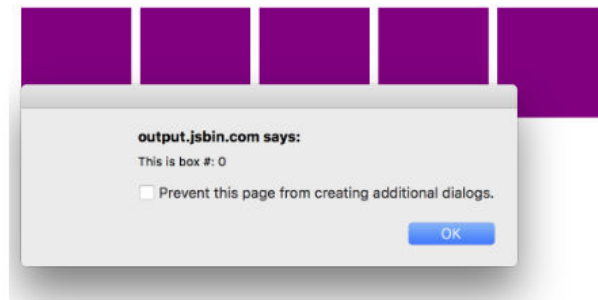 output.jsbin.com says:
This is box #: 0
Prevent this page from creating additional dialogs.
OK